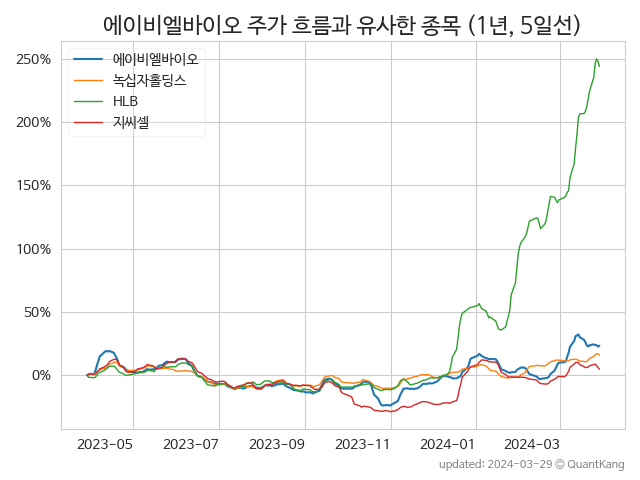 에이비엘바이오 주가 흐름과 유사한 종목 (1년, 5일선)
에이비엘바이오
녹십자홀딩스
HLB
지씨셀
250%
200%
150%
100%
50%
0%
2023-05 2023-07 2023-09 2023-11 2024-01 2024-03
updated: 2024-03-29 © QuantKang